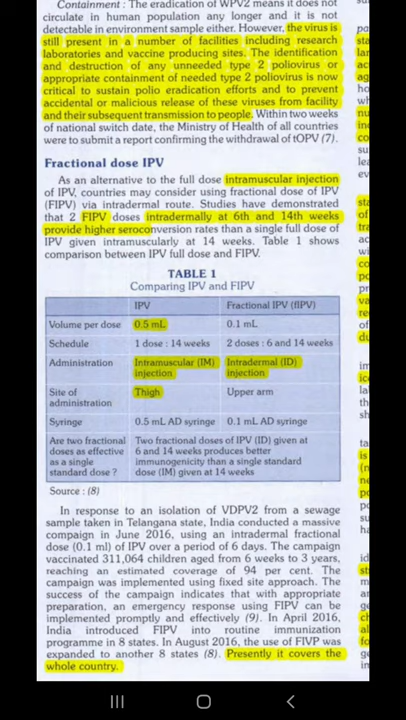 Containment : The eradication of WPV2 means it does not
circulate in human population any longer and it is not
detectable in environment sample either. However, the virus is
still present in a number of facilities including research
laboratories and vaccine producing sites. The identification
and destruction of any unneeded type 2 poliovirus or
appropriate containment of needed type 2 poliovirus is now
critical to sustain polio eradication efforts and to prevent
accidental or malicious release of these viruses from facility
and their subsequent transmission to people. Within two weeks
of national switch date, the Ministry of Health of all countries
were to submit a report confirming the withdrawal of tOPV (7).
Fractional dose IPV
As an alternative to the full dose intramuscular injection
of IPV, countries may consider using fractional dose of IPV
(FIPV) via intradermal route. Studies have demonstrated
that 2 FIPV doses intradermally at 6th and 14th weeks
provide higher seroconversion rates than a single full dose of
IPV given intramuscularly at 14 weeks. Table 1 shows
comparison between IPV full dose and FIPV.
TABLE 1
Comparing IPV and FIPV
IPV Fractional IPV (fIPV)
Volume per dose 0.5 mL 0.1 mL
Schedule 1 dose : 14 weeks 2 doses : 6 and 14 weeks
Administration Intramuscular (IM) Intradermal (ID)
injection injection
Site of Thigh Upper arm
administration
Syringe 0.5 mL AD syringe 0.1 mL AD syringe
Are two fractional Two fractional doses of IPV (ID) given at
doses as effective 6 and 14 weeks produces better
as a single immunogenicity than a single standard
standard dose ? dose (IM) given at 14 weeks
Source : (8)
In response to an isolation of VDPV2 from a sewage
sample taken in Telangana state, India conducted a massive
compaign in June 2016, using an intradermal fractional
dose (0.1 ml) of IPV over a period of 6 days. The campaign
vaccinated 311,064 children aged from 6 weeks to 3 years,
reaching an estimated coverage of 94 per cent. The
campaign was implemented using fixed site approach. The
success of the campaign indicates that with appropriate
preparation, an emergency response using FIPV can be
implemented promptly and effectively (9). In April 2016,
India introduced FIPV into routine immunization
programme in 8 states. In August 2016, the use of FIVP was
expanded to another 8 states (8). Presently it covers the
whole country.